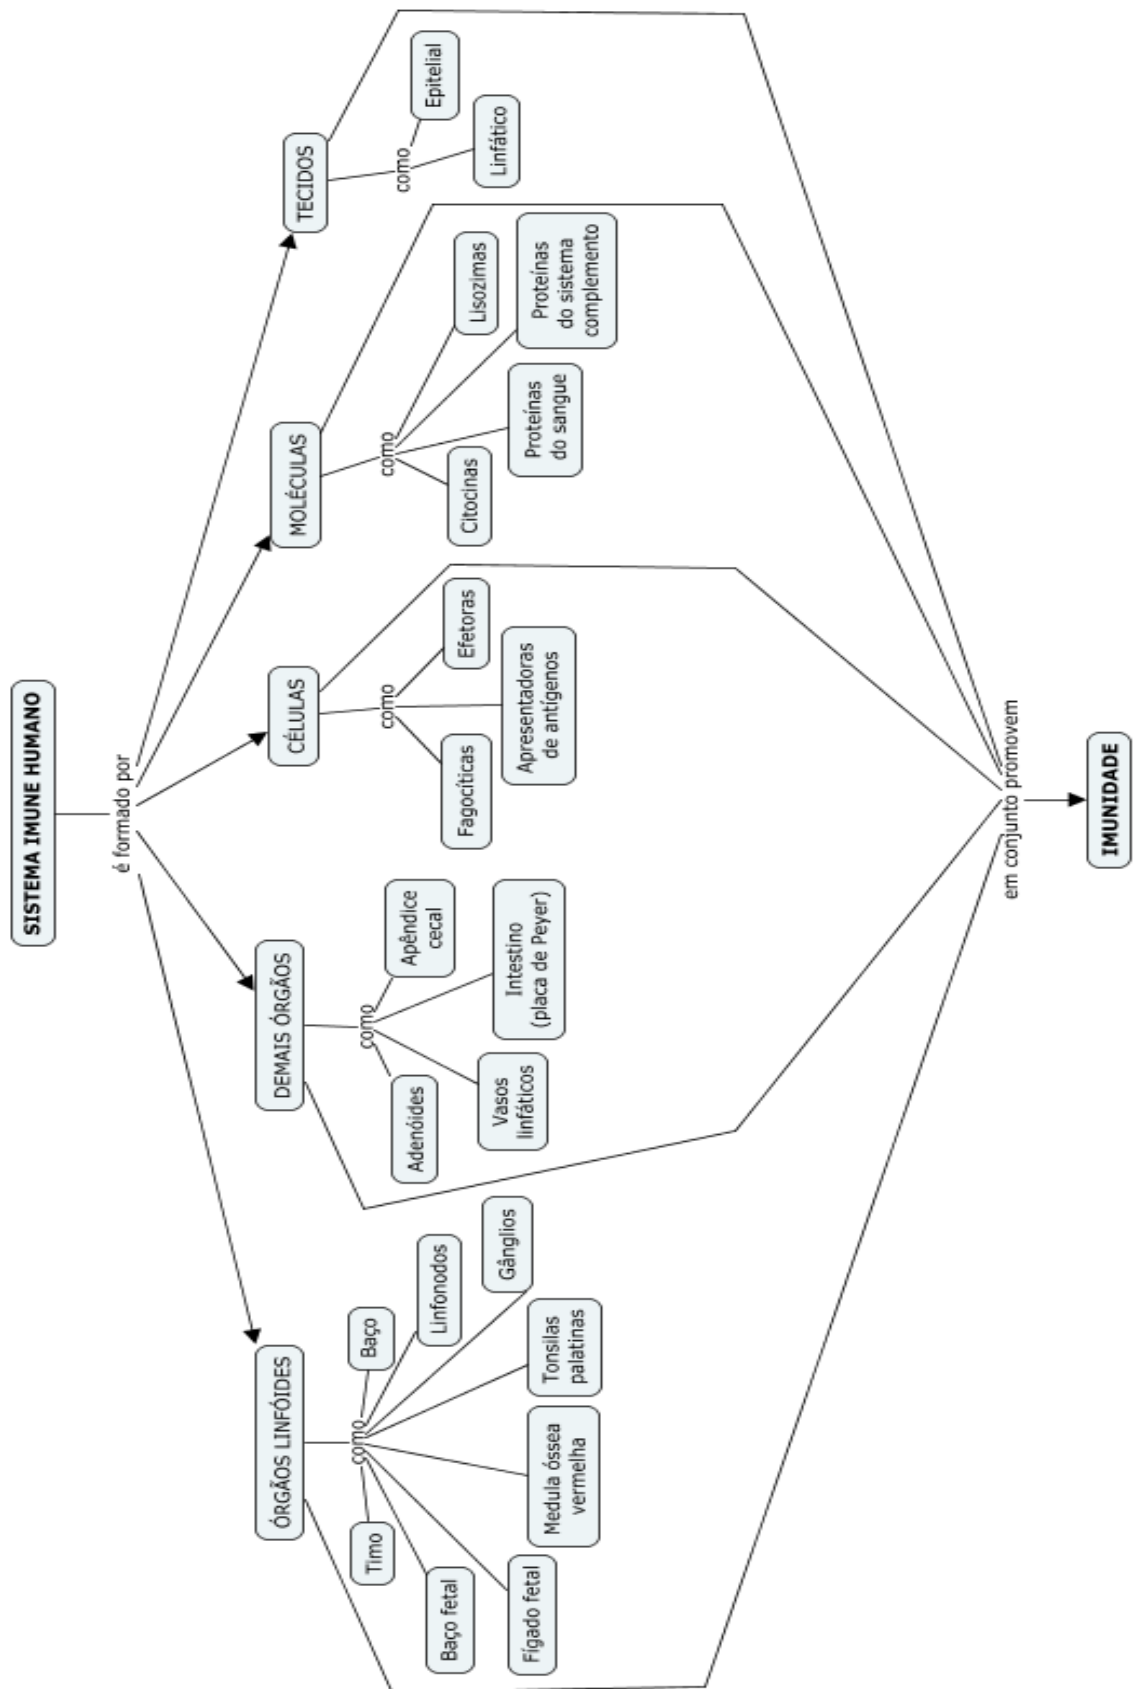 SISTEMA IMUNE HUMANO
é formado por
ÓRGÃOS LINFÓIDES
como
Timo
Baço
Baço fetal
Linfonodos
Fígado fetal
Gânglios
Medula óssea
vermelha
Tonsilas
palatinas
DEMAIS ÓRGÃOS
como
Adenóides
Apêndice
cecal
Vasos
linfáticos
Intestino
(placa de Peyer)
CÉLULAS
como
Fagocíticas
Efetoras
Apresentadoras
de antígenos
MOLÉCULAS
como
Citocinas
Lisozimas
Proteínas
do sangue
Proteínas
do sistema
complemento
TECIDOS
como
Epitelial
Linfático
em conjunto promovem
IMUNIDADE